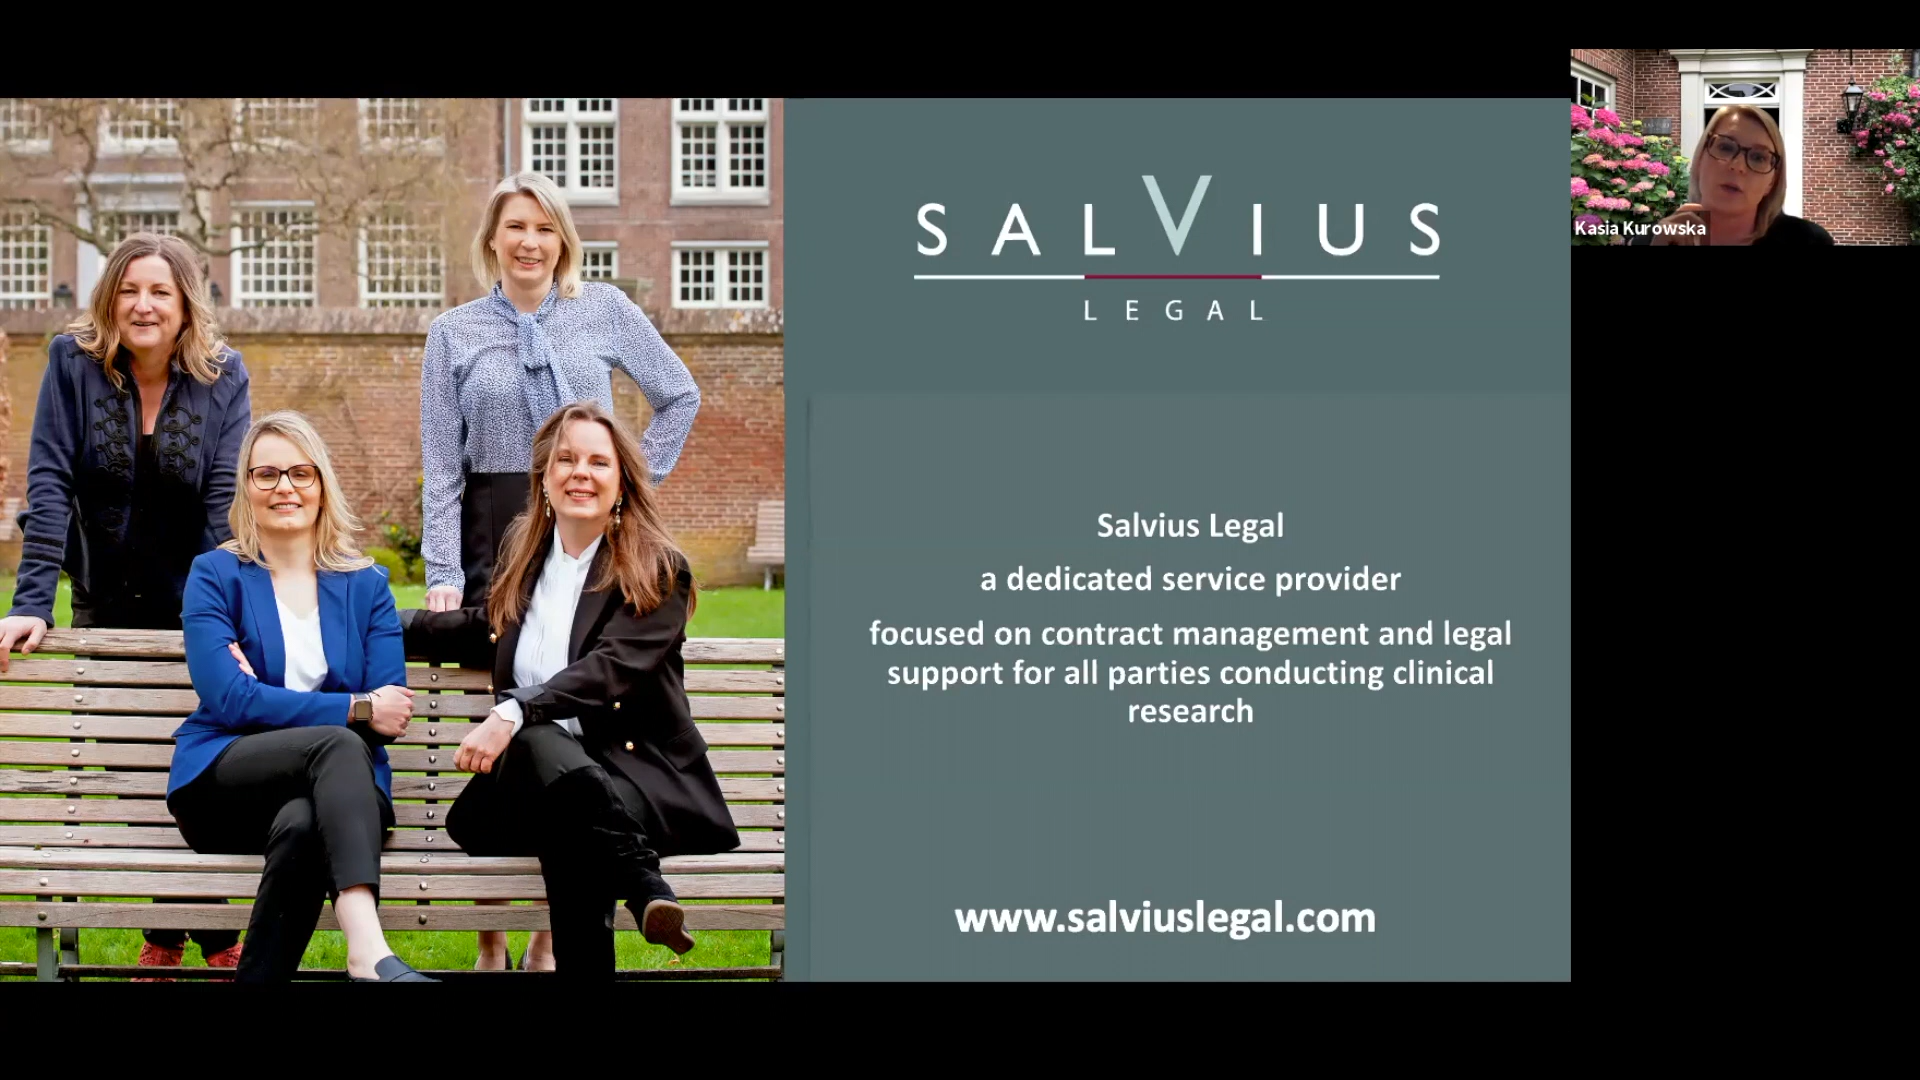 SALVIUS
LEGAL
Salvius Legal
a dedicated service provider
focused on contract management and legal
support for all parties conducting clinical
research
www.salviuslegal.com
Kasia Kurowska